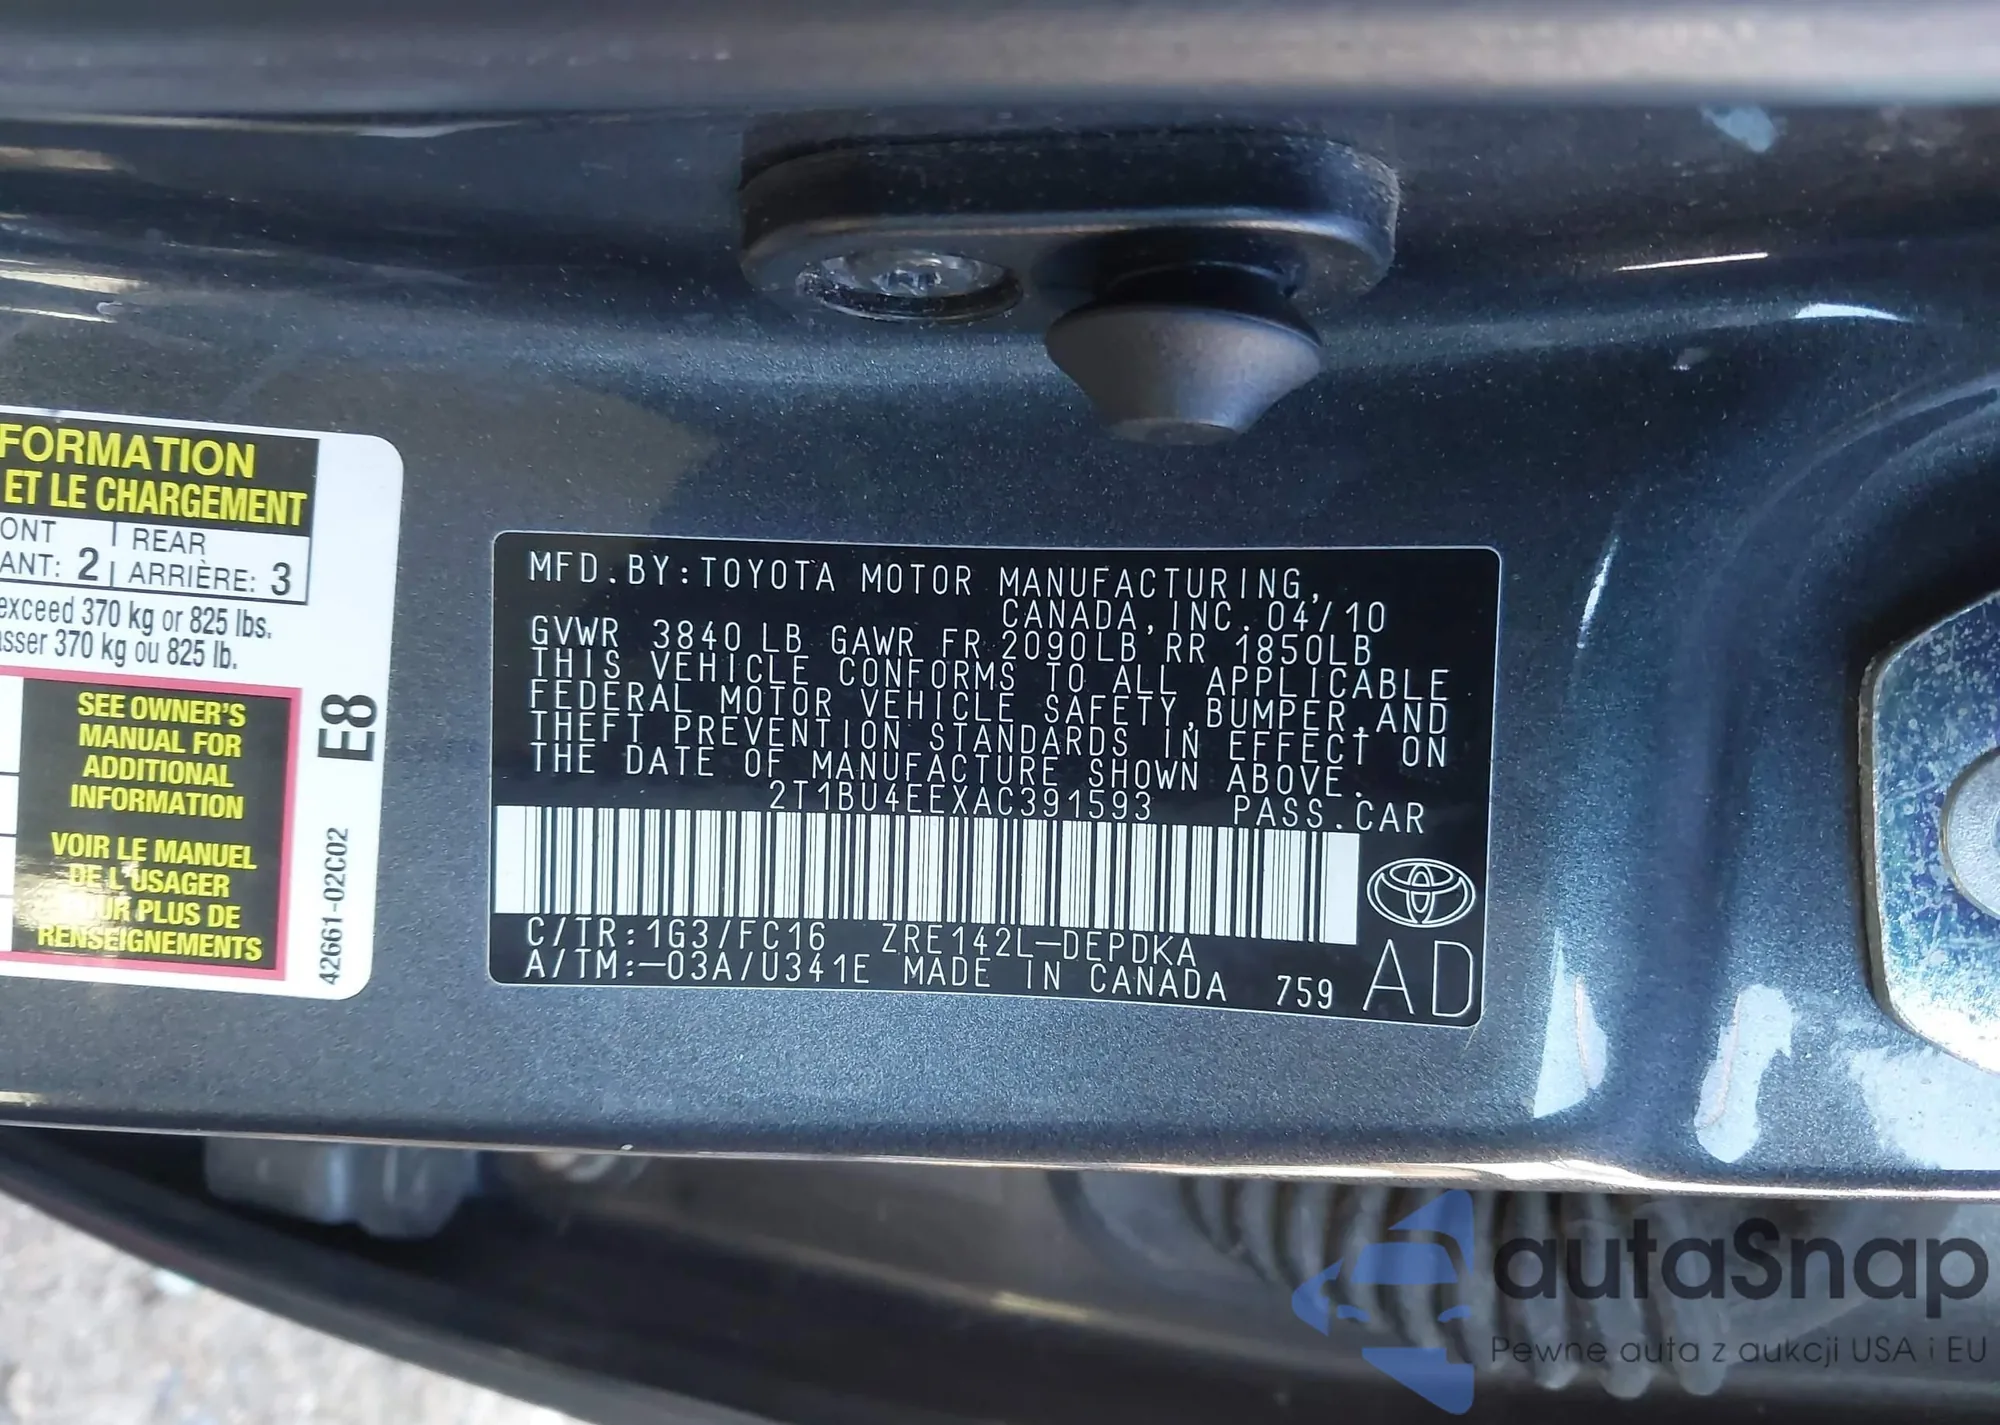 FORMATION
ET LE CHARGEMENT
ONT | REAR
ANT: 2 | ARRIÈRE: 3
exceed 370 kg or 825 lbs.
asser 370 kg ou 825 lb.
SEE OWNER'S
MANUAL FOR
ADDITIONAL
INFORMATION
VOIR LE MANUEL
DE L'USAGER
POUR PLUS DE
RENSEIGNEMENTS
E8
42661-02C02
MFD.BY:TOYOTA MOTOR MANUFACTURING,
CANADA,INC.04/10
GVWR 3840LB GAWR FR 2090LB RR 1850LB
THIS VEHICLE CONFORMS TO ALL APPLICABLE
FEDERAL MOTOR VEHICLE SAFETY,BUMPER,AND
THEFT PREVENTION STANDARDS IN EFFECT ON
THE DATE OF MANUFACTURE SHOWN ABOVE.
2T1BU4EEXAC391593 PASS.CAR
C/TR:1G3/FC16 ZRE142L-DEPDKA
A/TM:-03A/U341E MADE IN CANADA 759
AD
autaSnap
Pewne auta z aukcji USA i EU